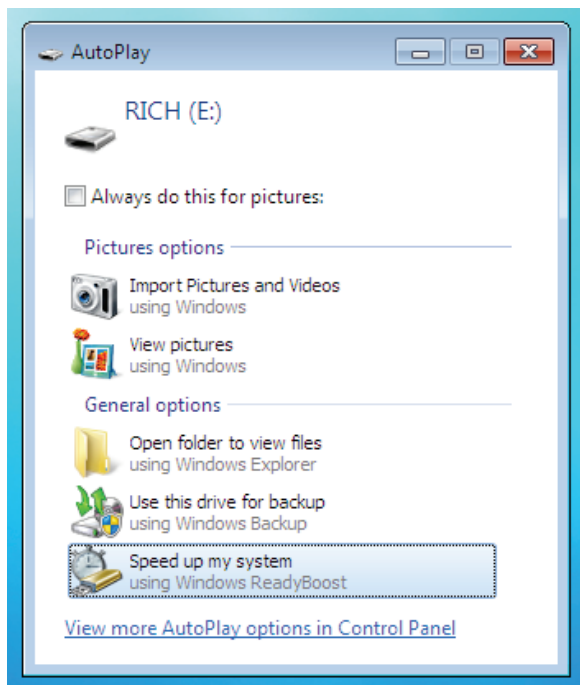 AutoPlay
RICH (E:)
Always do this for pictures:
Pictures options
Import Pictures and Videos
using Windows
View pictures
using Windows
General options
Open folder to view files
using Windows Explorer
Use this drive for backup
using Windows Backup
Speed up my system
using Windows ReadyBoost
View more AutoPlay options in Control Panel